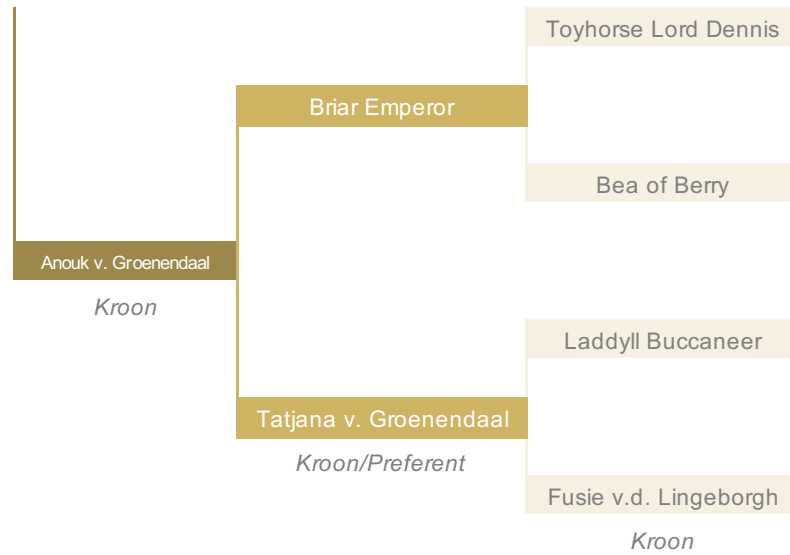 Toyhorse Lord Dennis
Briar Emperor
Bea of Berry
Anouk v. Groenendaal
Kroon
Laddyll Buccaneer
Tatjana v. Groenendaal
Kroon/Preferent
Fusie v.d. Lingeborgh
Kroon